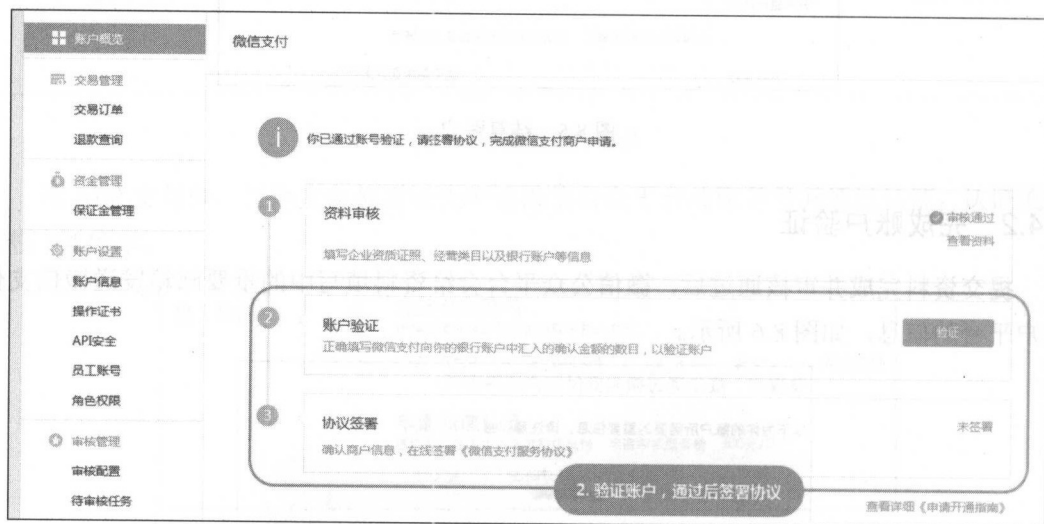 账户概览
微信支付
交易管理
交易订单
退款查询
你已通过账号验证，请签署协议，完成微信支付商户申请。
资金管理
保证金管理
1
资料审核
审核通过
查看资料
填写企业资质证照、经营类目以及银行账户等信息
账户设置
账户信息
操作证书
API安全
员工账号
角色权限
2
账户验证
验证
正确填写微信支付向你的银行账户中汇入的确认金额的数目，以验证账户
3
协议签署
未签署
确认商户信息，在线签署《微信支付服务协议》
审核管理
审核配置
待审核任务
2. 验证账户，通过后签署协议
查看详细《申请开通指南》